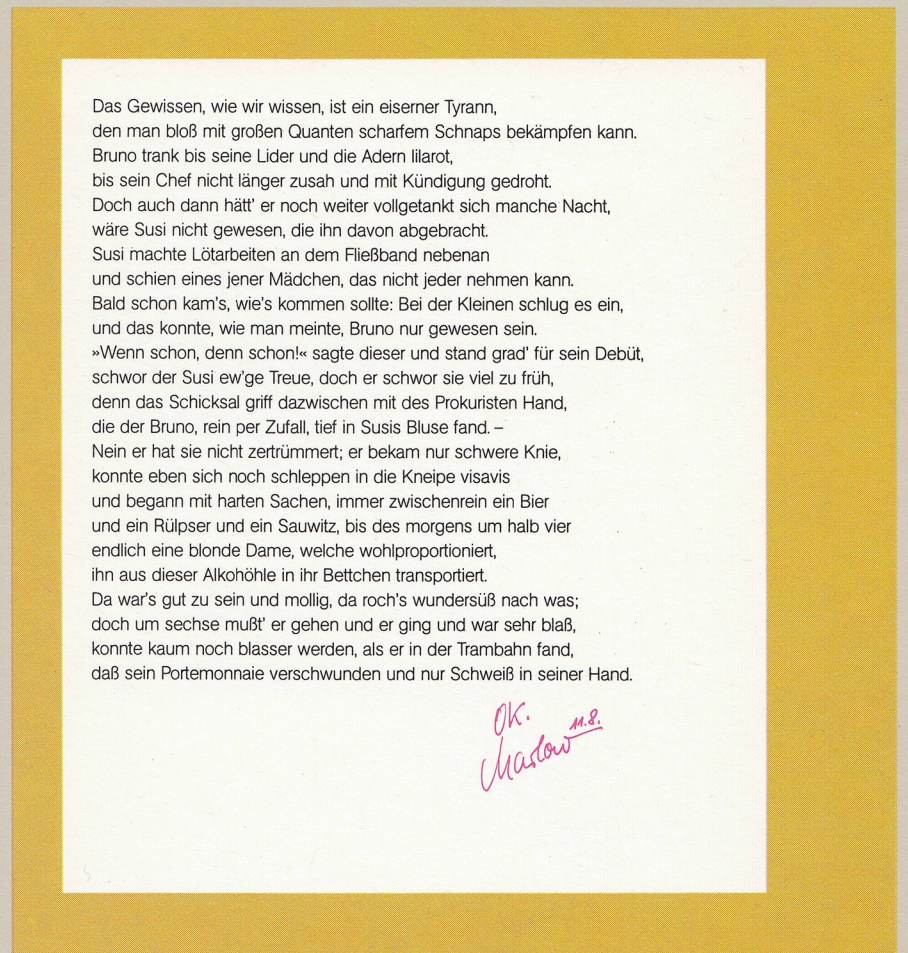 Das Gewissen, wie wir wissen, ist ein eiserner Tyrann,
den man bloß mit großen Quanten scharfem Schnaps bekämpfen kann.
Bruno trank bis seine Lider und die Adern lilarot,
bis sein Chef nicht länger zusah und mit Kündigung gedroht.
Doch auch dann hätt' er noch weiter vollgetankt sich manche Nacht,
wäre Susi nicht gewesen, die ihn davon abgebracht.
Susi machte Lötarbeiten an dem Fließband nebenan
und schien eines jener Mädchen, das nicht jeder nehmen kann.
Bald schon kam's, wie's kommen sollte: Bei der Kleinen schlug es ein,
und das konnte, wie man meinte, Bruno nur gewesen sein.
»Wenn schon, denn schon!« sagte dieser und stand grad' für sein Debüt,
schwor der Susi ew'ge Treue, doch er schwor sie viel zu früh,
denn das Schicksal griff dazwischen mit des Prokuristen Hand,
die der Bruno, rein per Zufall, tief in Susis Bluse fand. –
Nein er hat sie nicht zertrümmert; er bekam nur schwere Knie,
konnte eben sich noch schleppen in die Kneipe visavis
und begann mit harten Sachen, immer zwischenrein ein Bier
und ein Rülpser und ein Sauwitz, bis des morgens um halb vier
endlich eine blonde Dame, welche wohlproportioniert,
ihn aus dieser Alkohöhle in ihr Bettchen transportiert.
Da war's gut zu sein und mollig, da roch's wundersüß nach was;
doch um sechse mußt' er gehen und er ging und war sehr blaß,
konnte kaum noch blasser werden, als er in der Trambahn fand,
daß sein Portemonnaie verschwunden und nur Schweiß in seiner Hand.
OK.
11.8.
Marlow